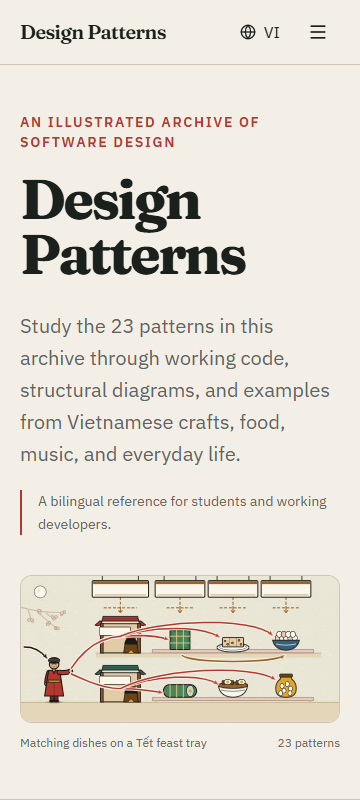 Design Patterns
VI
AN ILLUSTRATED ARCHIVE OF
SOFTWARE DESIGN
Design
Patterns
Study the 23 patterns in this
archive through working code,
structural diagrams, and examples
from Vietnamese crafts, food,
music, and everyday life.
A bilingual reference for students and working
developers.
Matching dishes on a Tết feast tray
23 patterns